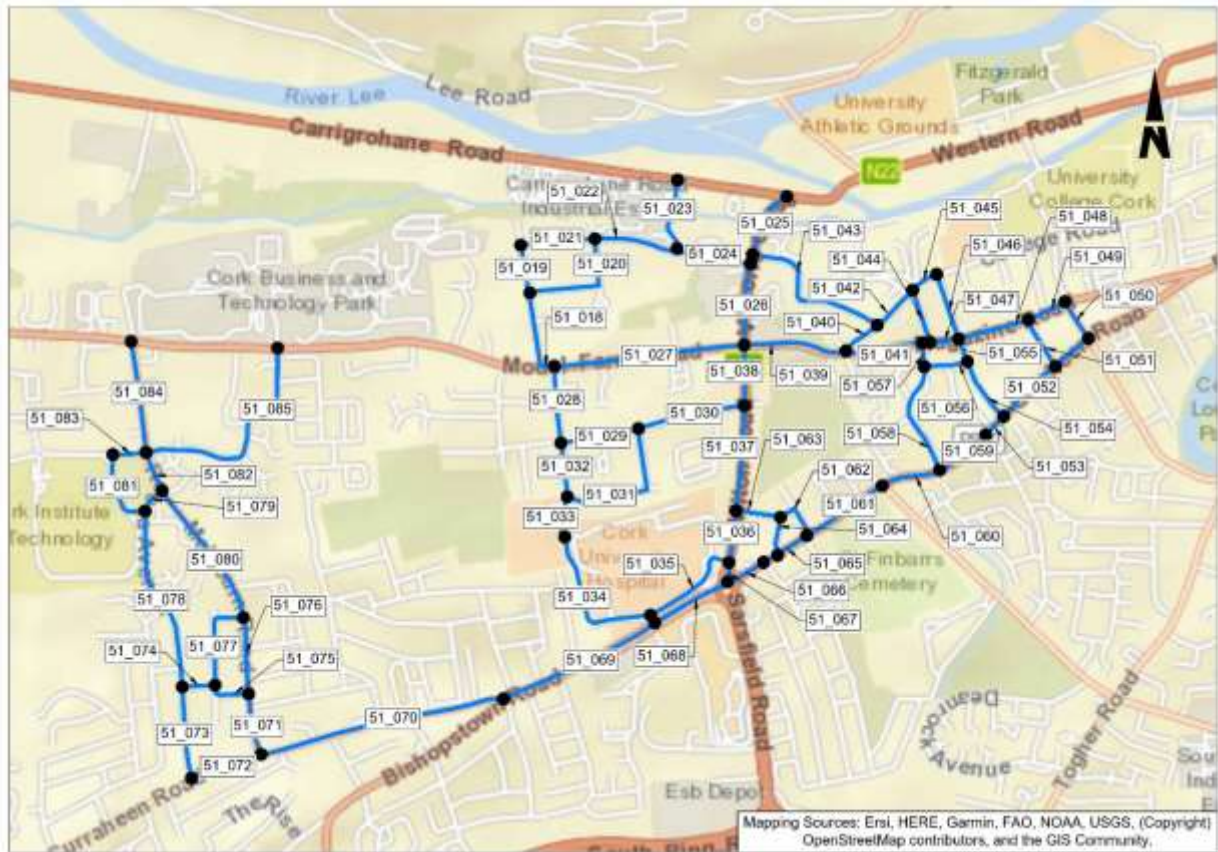 Lee Road
River Lee
Fitzgerald
Park
University
Athletic Grounds
Carrigrohane Road
Western Road
N22
N
University
College Cork
51_022
51_023
51_025
51_043
51_045
51_048
51_021
51_024
51_044
51_046
51_049
51_019
51_020
51_042
51_047
51_050
Cork Business and
Technology Park
51_026
51_018
51_040
51_027
51_038
51_039
51_041
51_055
51_051
51_057
51_052
51_084
51_085
51_028
51_030
51_056
51_054
51_083
51_029
51_037
51_063
51_058
51_059
51_053
51_082
51_032
51_062
51_081
51_079
51_031
51_061
51_033
51_036
51_064
51_060
Technology
Cork
Hospital
51_080
51_035
51_065
Cemetery
51_034
51_066
51_078
51_076
51_067
51_077
51_074
51_075
51_069
51_068
Sarsfield Road
51_073
51_071
51_070
Bishopstown Road
51_072
Curraheen Road
The Rise
Togher Road
Avenue
Esb Depot
Mapping Sources: Ersi, HERE, Garmin, FAO, NOAA, USGS, (Copyright)
OpenStreetMap contributors, and the GIS Community.